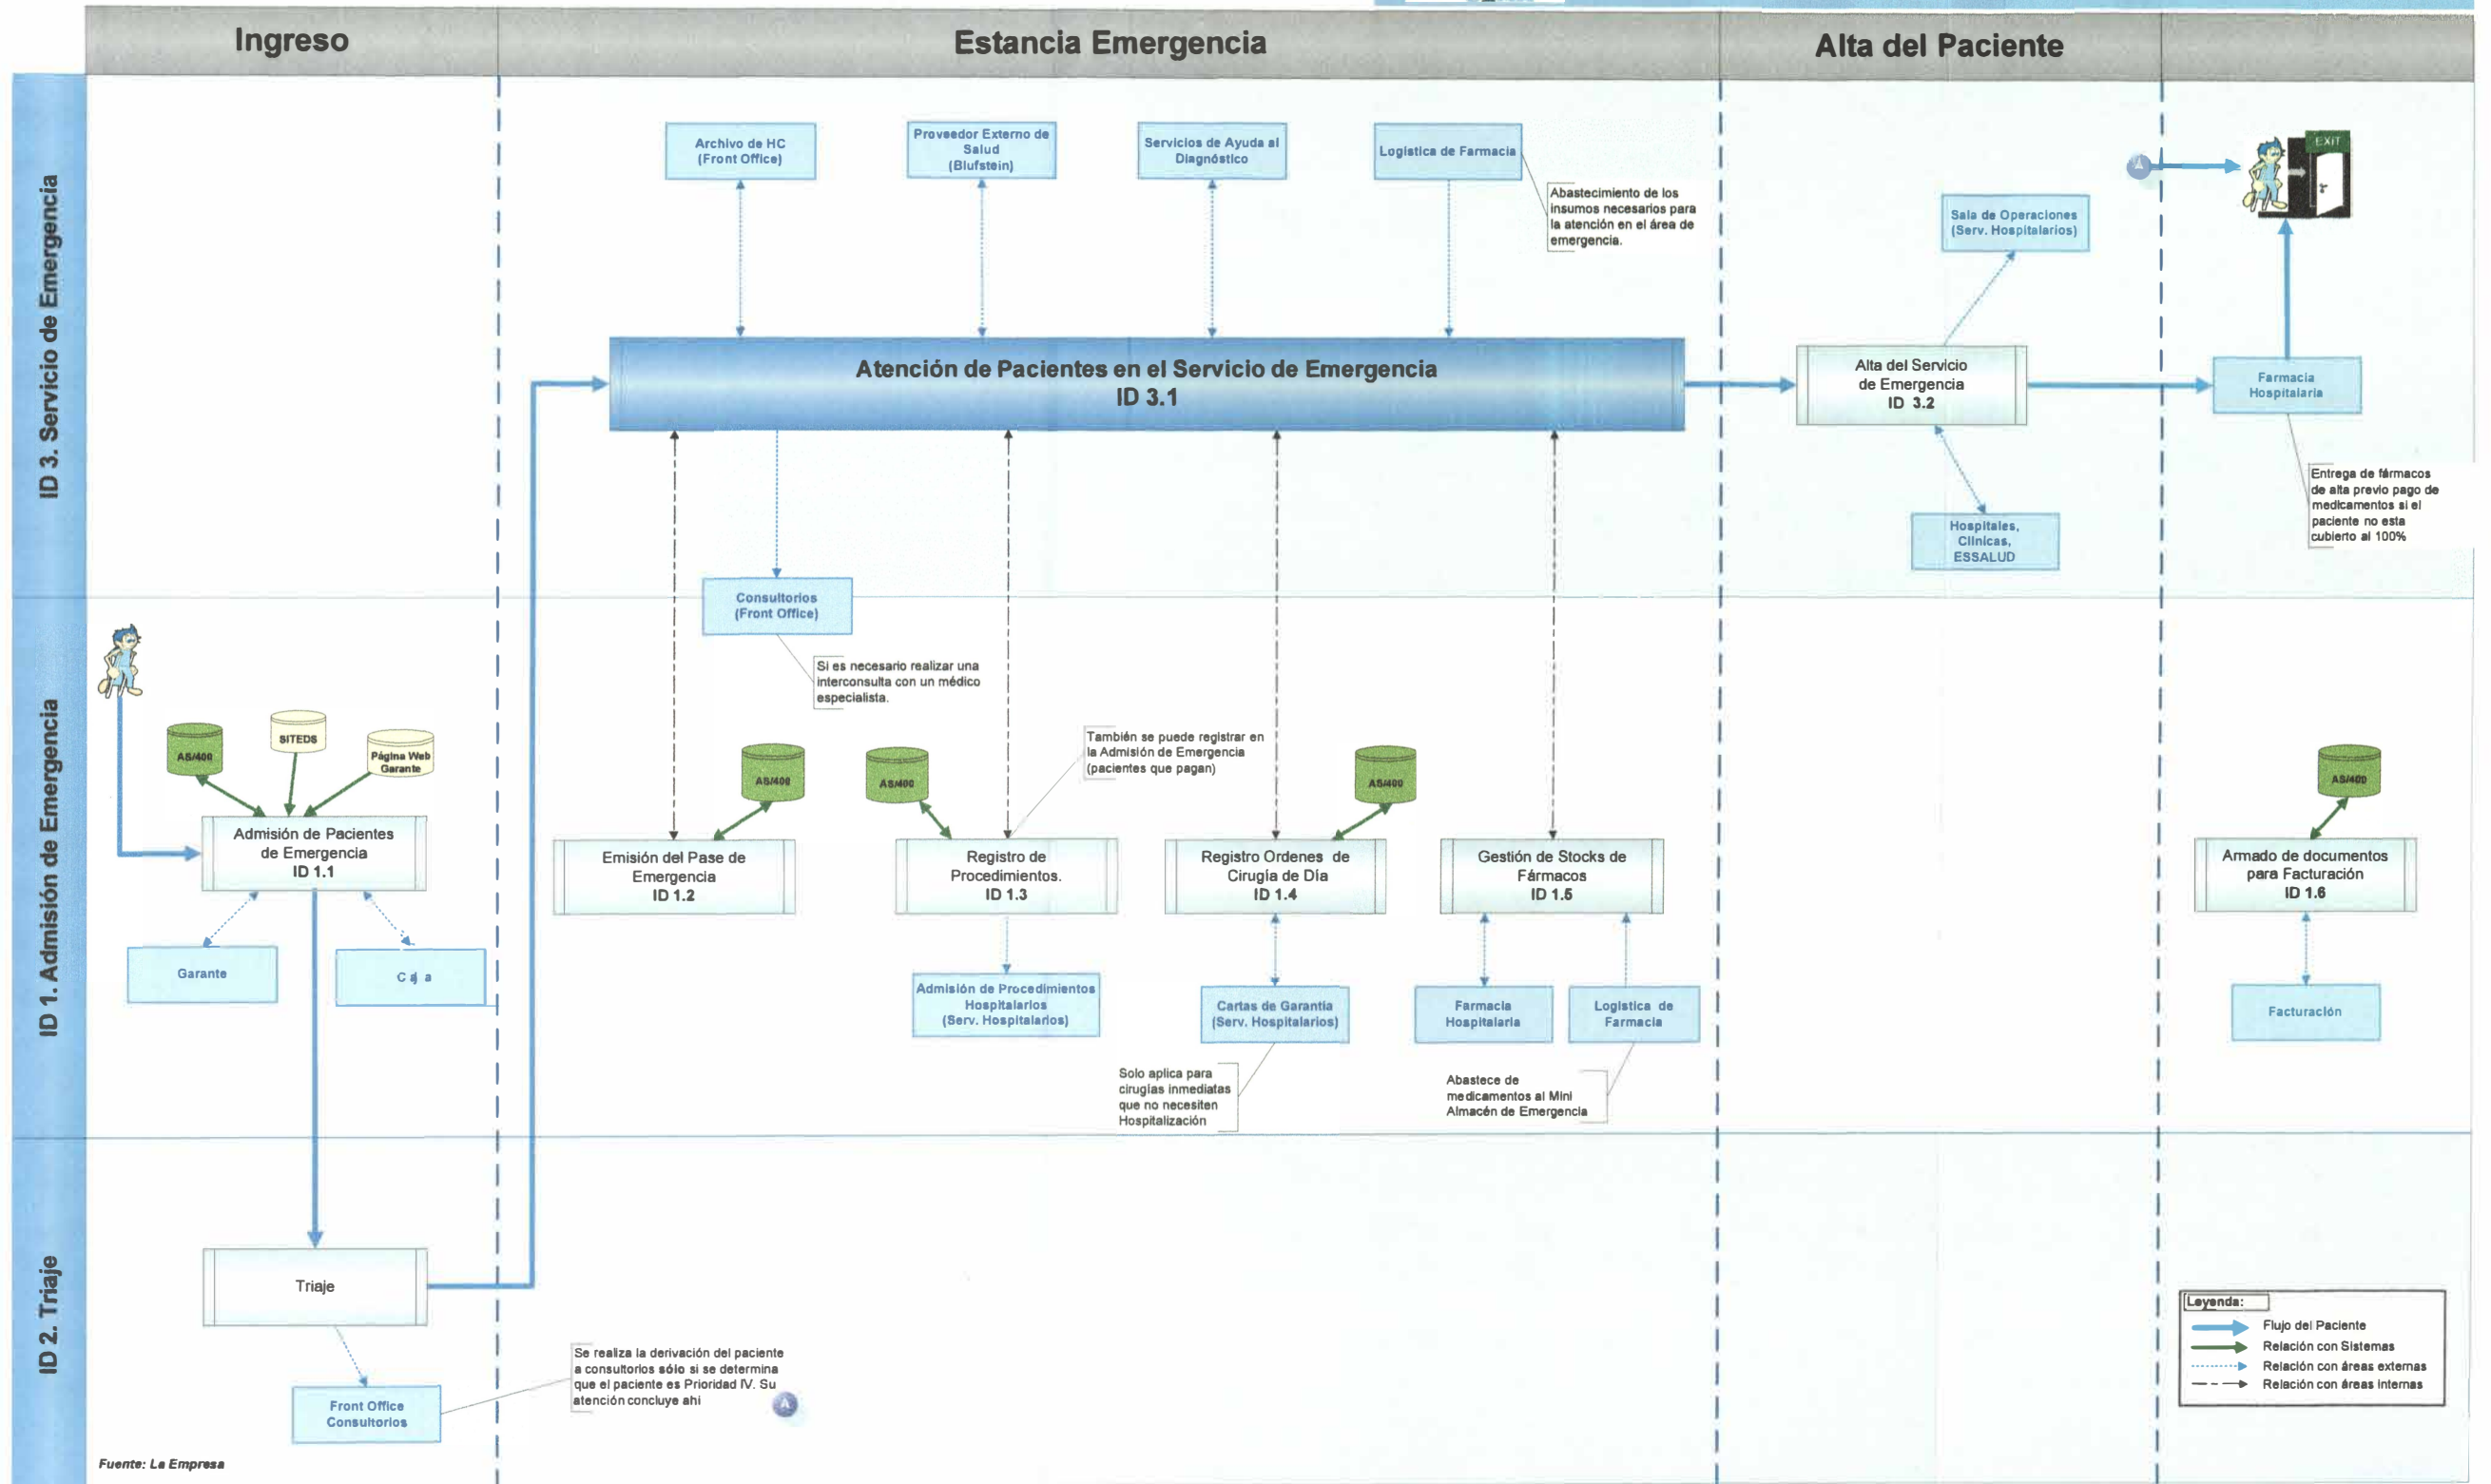 Ingreso
Estancia Emergencia
Alta del Paciente
ID 3. Servicio de Emergencia
Archivo de HC
(Front Office)
Proveedor Externo de
Salud
(Blufstein)
Servicios de Ayuda al
Diagnóstico
Logistica de Farmacia
Abastecimiento de los
insumos necesarios para
la atención en el área de
emergencia.
Sala de Operaciones
(Serv. Hospitalarios)
A
EXIT
Atención de Pacientes en el Servicio de Emergencia
ID 3.1
Alta del Servicio
de Emergencia
ID 3.2
Farmacia
Hospitalaria
Entrega de fármacos
de alta previo pago de
medicamentos si el
paciente no esta
cubierto al 100%
Hospitales,
Clínicas,
ESSALUD
Consultorios
(Front Office)
Si es necesario realizar una
interconsulta con un médico
especialista.
ID 1. Admisión de Emergencia
AS/400
SITEDS
Página Web
Garante
Admisión de Pacientes
de Emergencia
ID 1.1
Garante
Caja
AS/400
Emisión del Pase de
Emergencia
ID 1.2
AS/400
También se puede registrar en
la Admisión de Emergencia
(pacientes que pagan)
Registro de
Procedimientos.
ID 1.3
Admisión de Procedimientos
Hospitalarios
(Serv. Hospitalarios)
AS/400
Registro Ordenes de
Cirugía de Día
ID 1.4
Cartas de Garantía
(Serv. Hospitalarios)
Solo aplica para
cirugías inmediatas
que no necesiten
Hospitalización
Gestión de Stocks de
Fármacos
ID 1.5
Farmacia
Hospitalaria
Logística de
Farmacia
Abastece de
medicamentos al Mini
Almacén de Emergencia
AS/400
Armado de documentos
para Facturación
ID 1.6
Facturación
ID 2. Triaje
Triaje
Front Office
Consultorios
Se realiza la derivación del paciente
a consultorios sólo si se determina
que el paciente es Prioridad IV. Su
atención concluye ahi
A
Leyenda:
Flujo del Paciente
Relación con Sistemas
Relación con áreas externas
Relación con áreas internas
Fuente: La Empresa